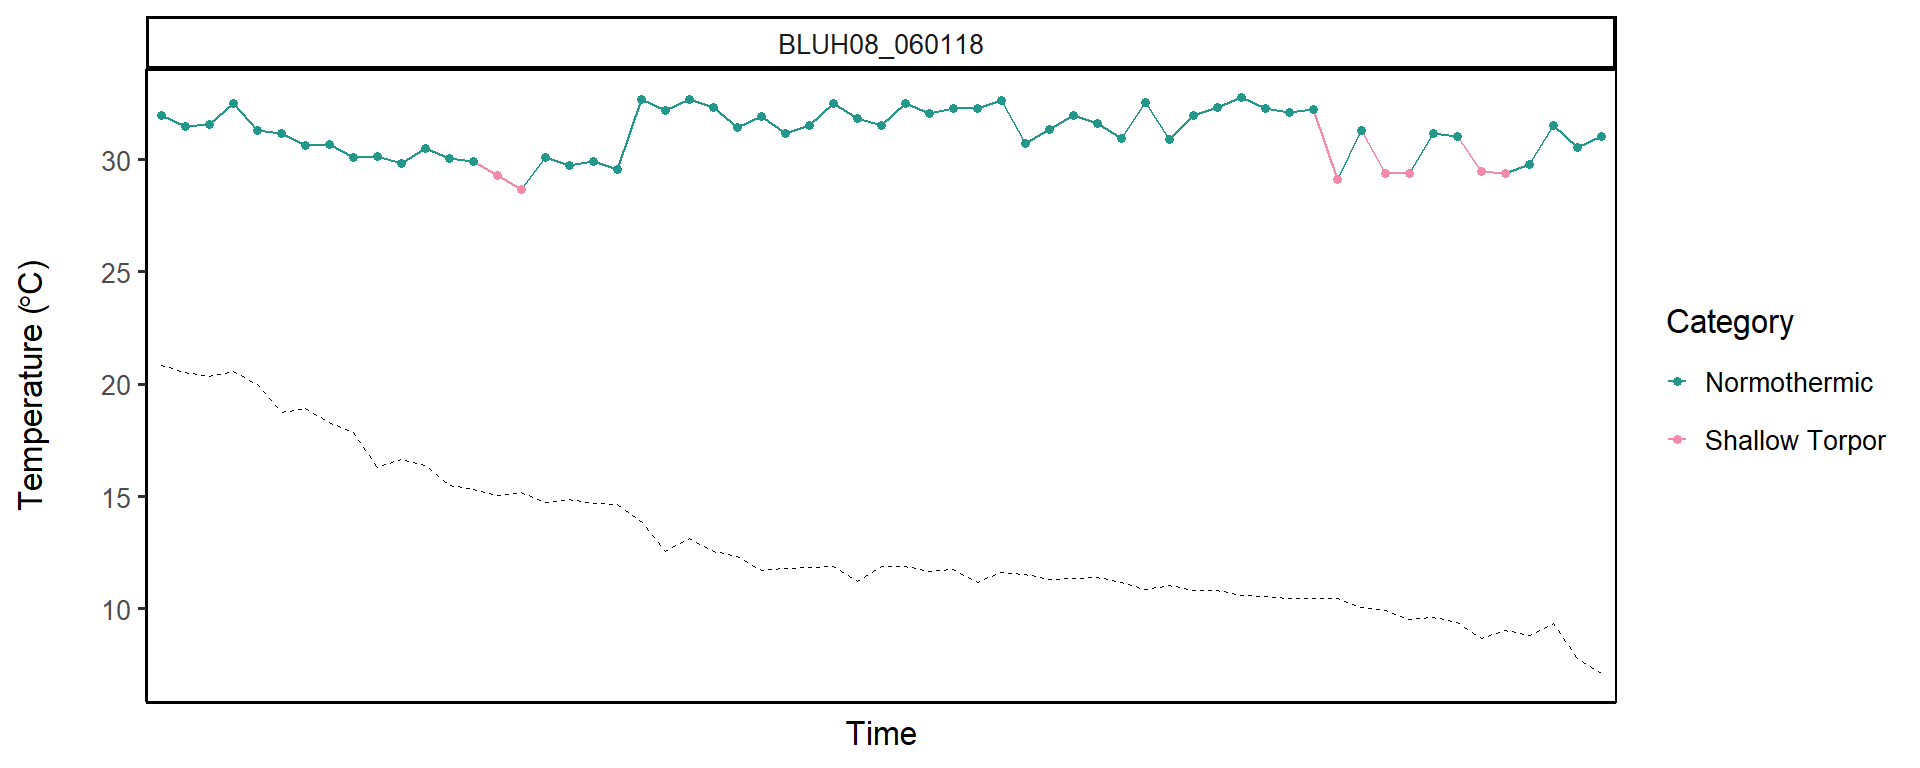 BLUH08_060118
30
25
20
15
10
Temperature (°C)
Time
Category
Normothermic
Shallow Torpor